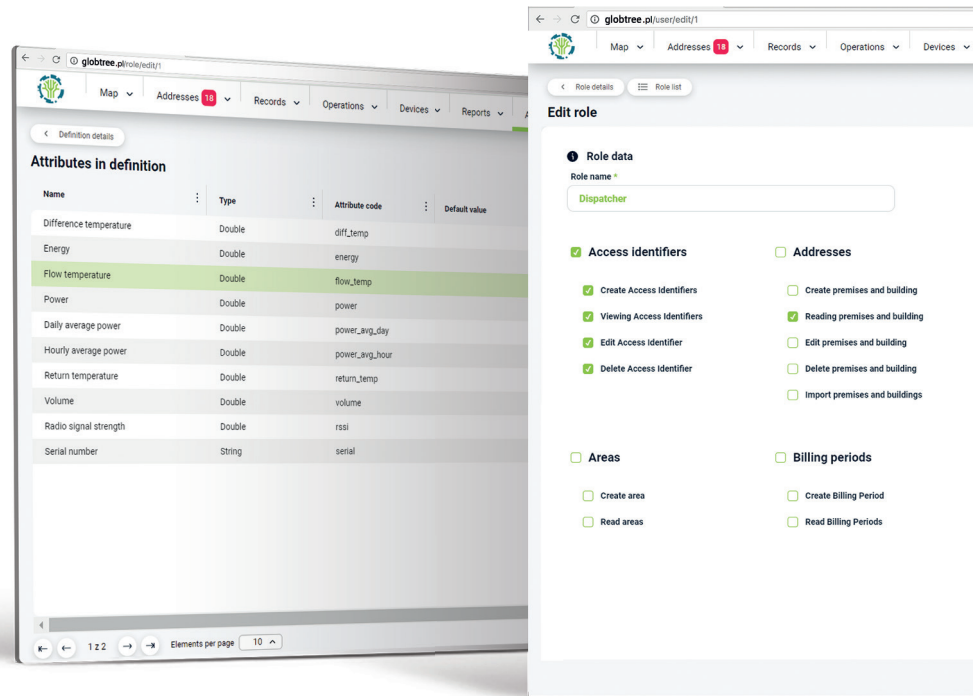 globtree.pl/role/edit/1
Map Addresses 18 Records Operations Devices Reports
Definition details
Attributes in definition
Name Type Attribute code Default value
Difference temperature Double diff_temp
Energy Double energy
Flow temperature Double flow_temp
Power Double power
Daily average power Double power_avg_day
Hourly average power Double power_avg_hour
Return temperature Double return_temp
Volume Double volume
Radio signal strength Double rssi
Serial number String serial
1 z 2 Elements per page 10
globtree.pl/user/edit/1
Map Addresses 18 Records Operations Devices
Role details Role list
Edit role
Role data
Role name *
Dispatcher
Access identifiers
Create Access Identifiers
Viewing Access Identifiers
Edit Access Identifier
Delete Access Identifier
Addresses
Create premises and building
Reading premises and building
Edit premises and building
Delete premises and building
Import premises and buildings
Areas
Create area
Read areas
Billing periods
Create Billing Period
Read Billing Periods